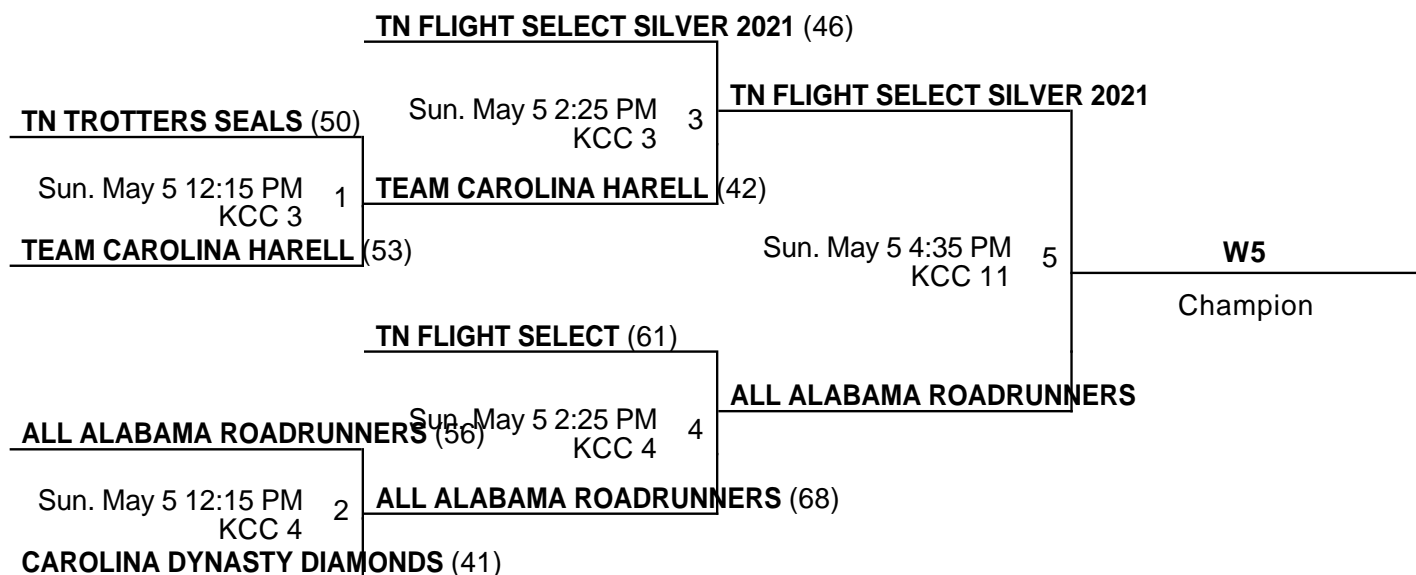 TN FLIGHT SELECT SILVER 2021 (46)
Sun. May 5 2:25 PM 3
KCC 3
TN FLIGHT SELECT SILVER 2021
TN TROTTERS SEALS (50)
Sun. May 5 12:15 PM 1
KCC 3
TEAM CAROLINA HARELL (42)
TEAM CAROLINA HARELL (53)
Sun. May 5 4:35 PM 5
KCC 11
W5
Champion
TN FLIGHT SELECT (61)
Sun. May 5 2:25 PM 4
KCC 4
ALL ALABAMA ROADRUNNERS
ALL ALABAMA ROADRUNNERS (56)
Sun. May 5 12:15 PM 2
KCC 4
ALL ALABAMA ROADRUNNERS (68)
CAROLINA DYNASTY DIAMONDS (41)